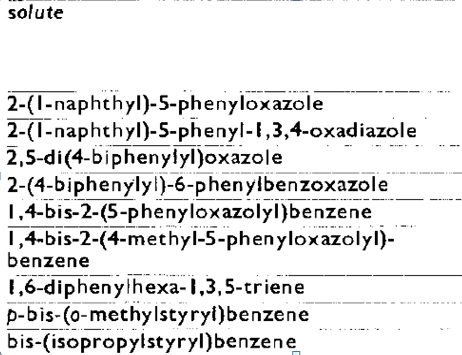 solute
2-(1-naphthyl)-5-phenyloxazole
2-(1-naphthyl)-5-phenyl-1,3,4-oxadiazole
2,5-di(4-biphenylyl)oxazole
2-(4-biphenylyl)-6-phenylbenzoxazole
1,4-bis-2-(5-phenyloxazolyl)benzene
1,4-bis-2-(4-methyl-5-phenyloxazolyl)-
benzene
1,6-diphenylhexa-1,3,5-triene
p-bis-(o-methylstyryl)benzene
bis-(isopropylstyryl)benzene